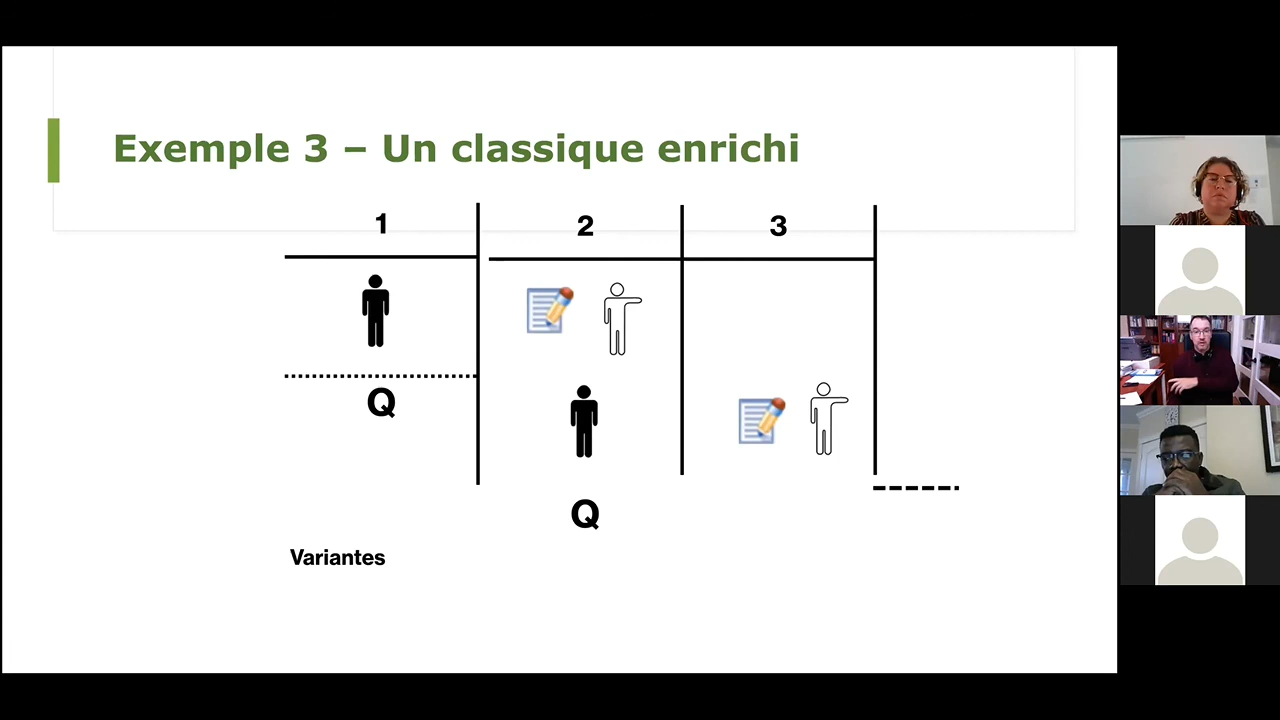 Exemple 3 – Un classique enrichi
1
2
3
Q
Q
Variantes